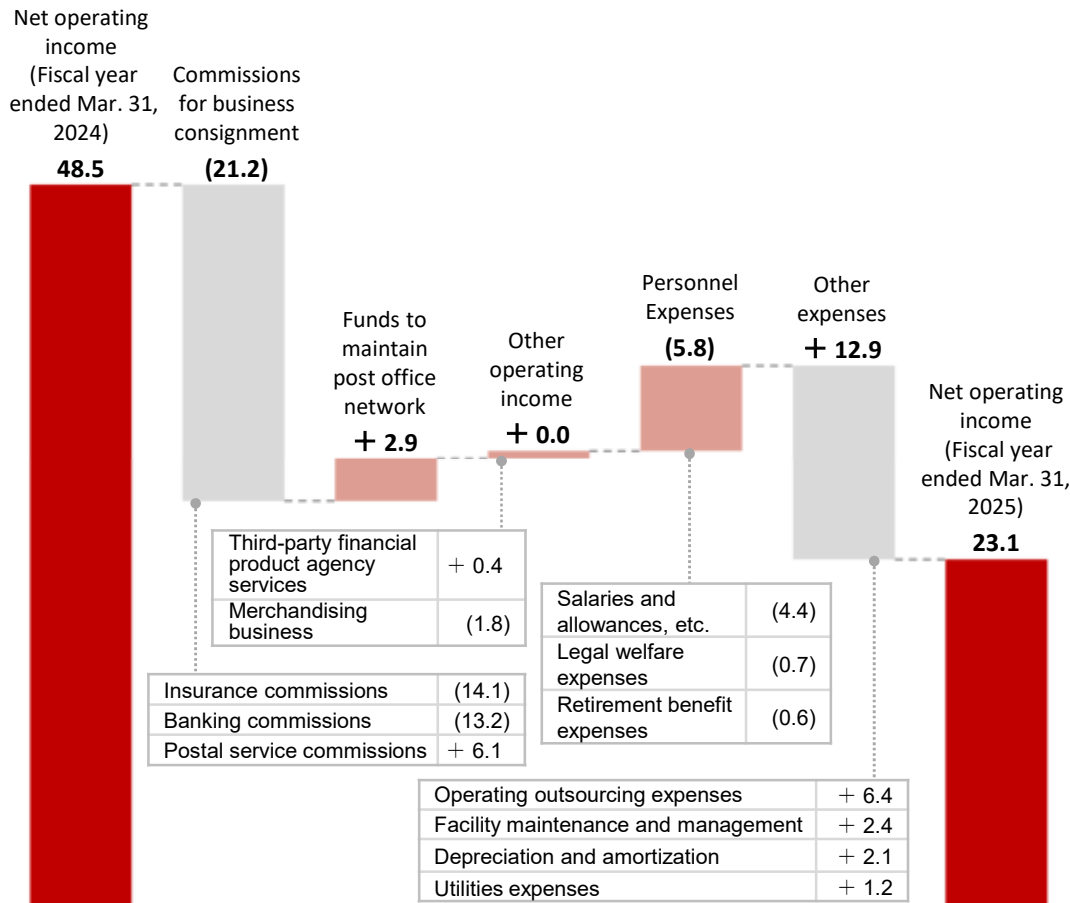 Net operating
income
(Fiscal year
ended Mar. 31,
2024)
48.5
Commissions
for business
consignment
(21.2)
Funds to
maintain
post office
network
+ 2.9
Other
operating
income
+ 0.0
Personnel
Expenses
(5.8)
Other
expenses
+ 12.9
Net operating
income
(Fiscal year
ended Mar. 31,
2025)
23.1
Third-party financial
product agency
services
+ 0.4
Merchandising
business
(1.8)
Insurance commissions (14.1)
Banking commissions (13.2)
Postal service commissions + 6.1
Salaries and
allowances, etc.
(4.4)
Legal welfare
expenses
(0.7)
Retirement benefit
expenses
(0.6)
Operating outsourcing expenses + 6.4
Facility maintenance and management + 2.4
Depreciation and amortization + 2.1
Utilities expenses + 1.2